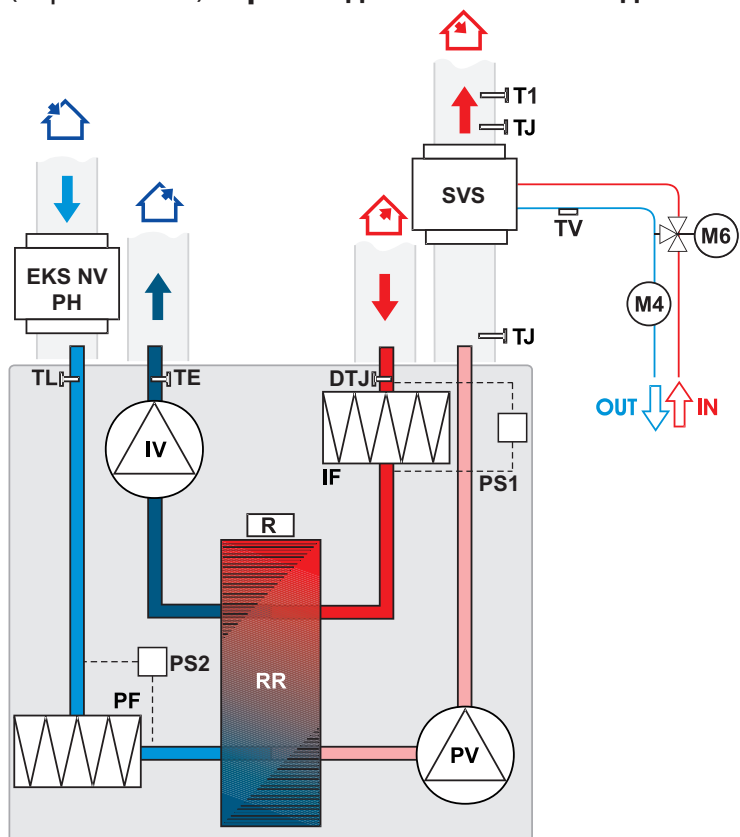 T1
TJ
SVS
TV
M6
EKS NV
PH
M4
TJ
TL
TE
DTJ
OUT
IN
IV
IF
PS1
R
PS2
RR
PF
PV